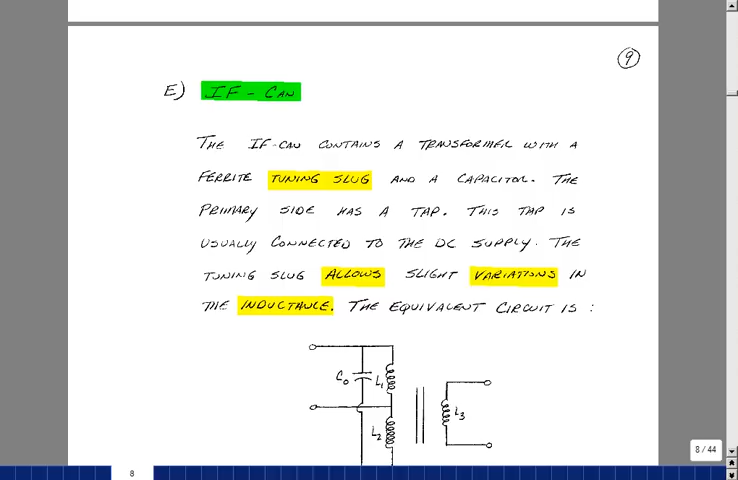 9
E) IF - CAN
THE IF-CAN CONTAINS A TRANSFORMER WITH A
FERRITE TUNING SLUG AND A CAPACITOR. THE
PRIMARY SIDE HAS A TAP. THIS TAP IS
USUALLY CONNECTED TO THE DC SUPPLY. THE
TUNING SLUG ALLOWS SLIGHT VARIATIONS IN
THE INDUCTANCE. THE EQUIVALENT CIRCUIT IS :
C0 L1
L2 L3
8 / 44
8